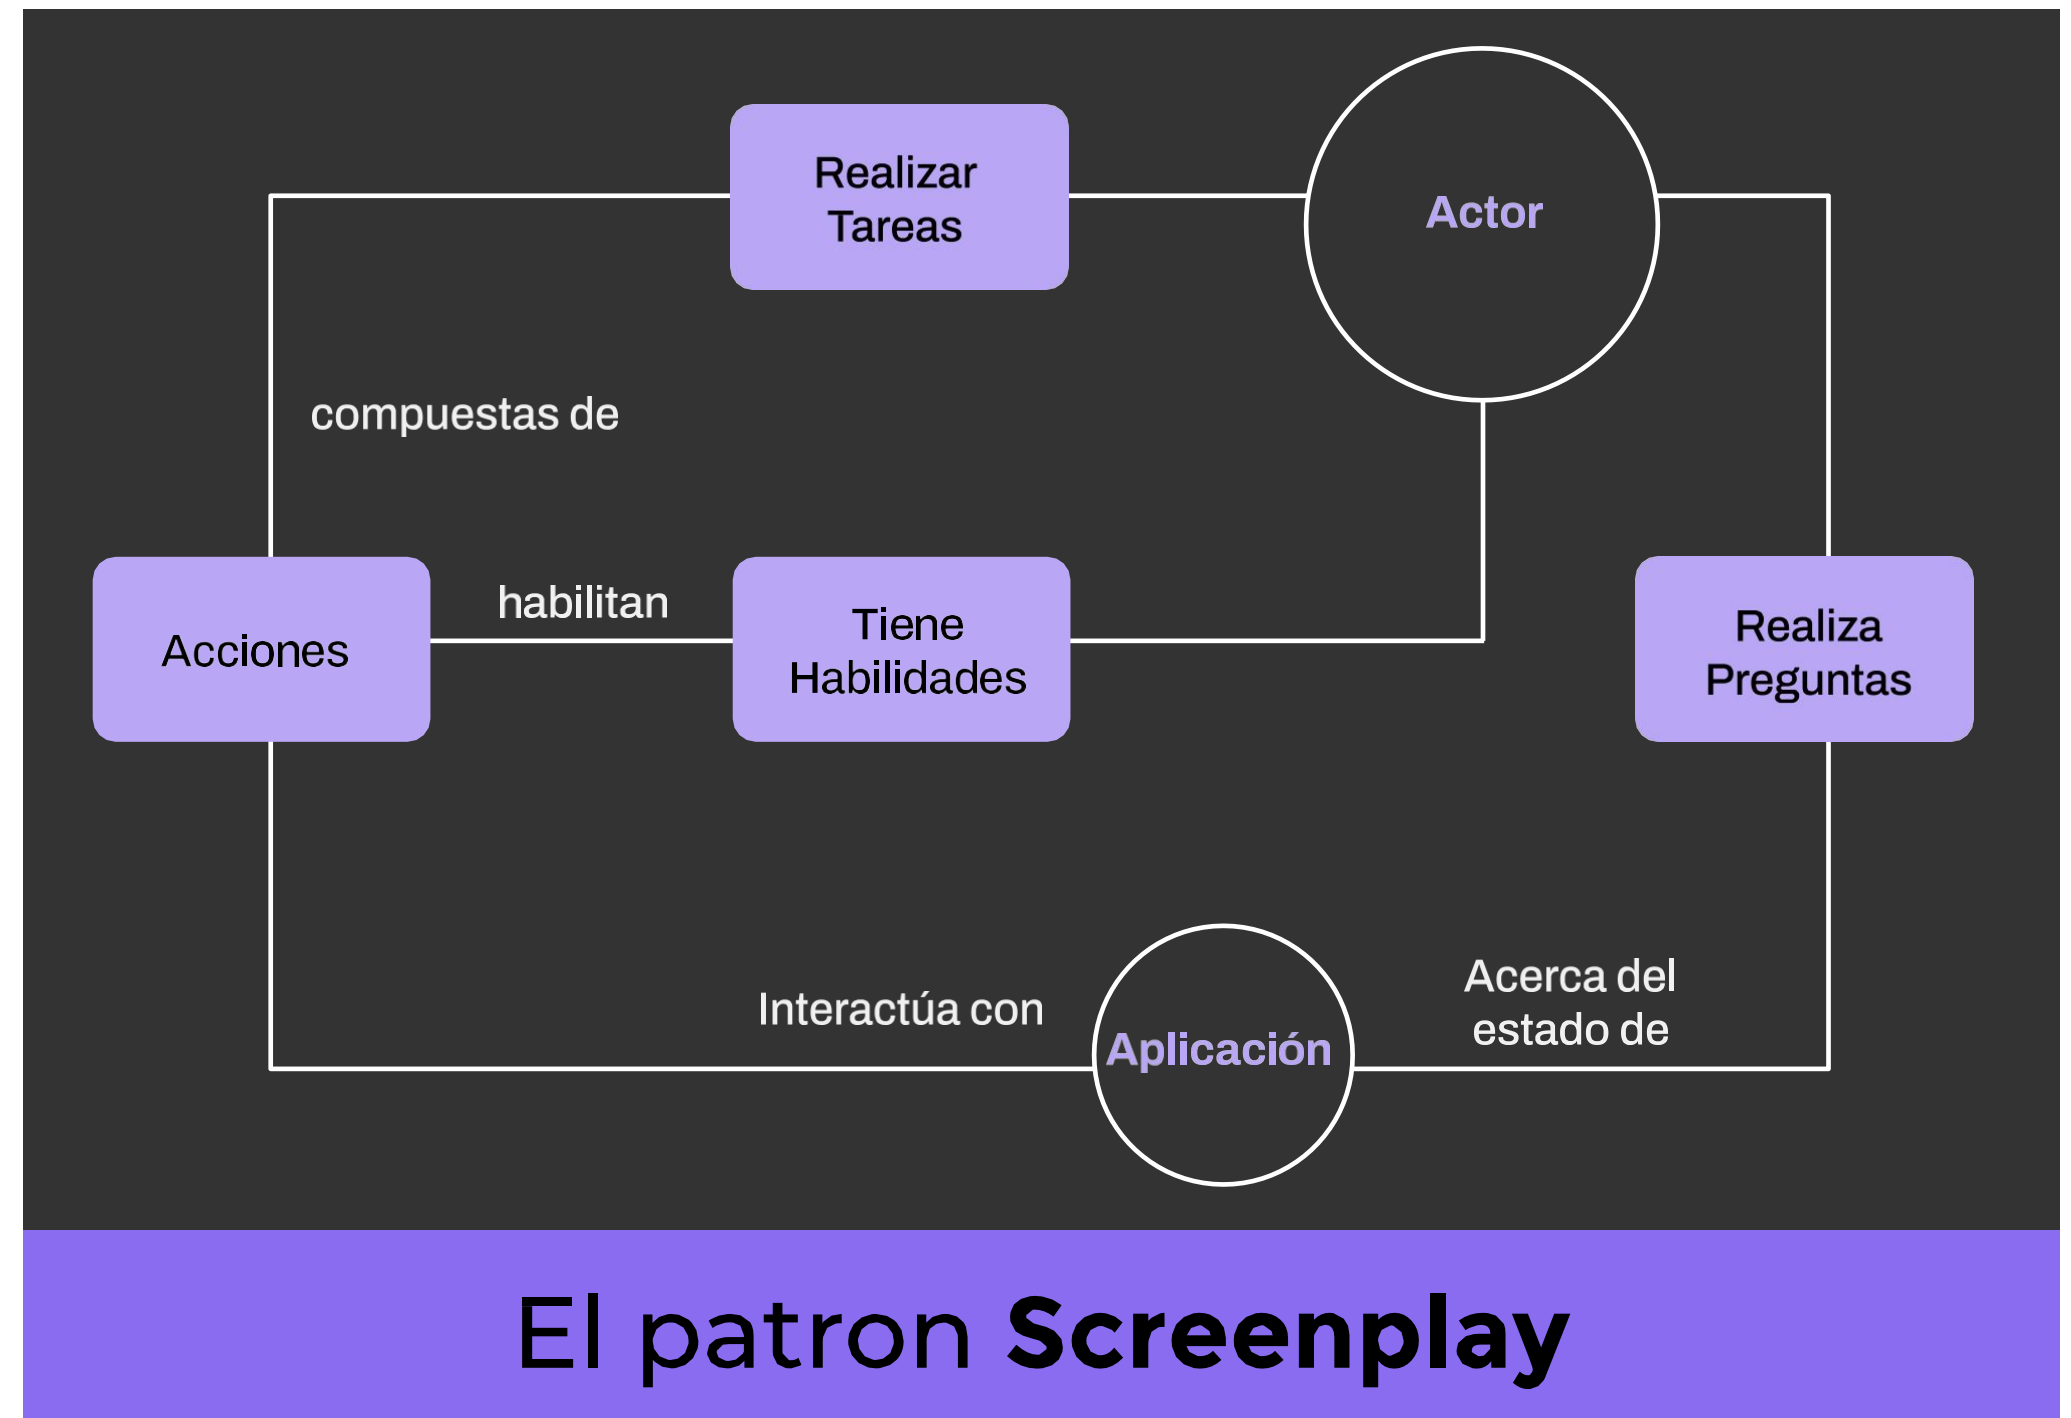 Realizar
Tareas
Actor
compuestas de
Acciones
habilitan
Tiene
Habilidades
Realiza
Preguntas
Interactúa con
Aplicación
Acerca del
estado de
El patron Screenplay